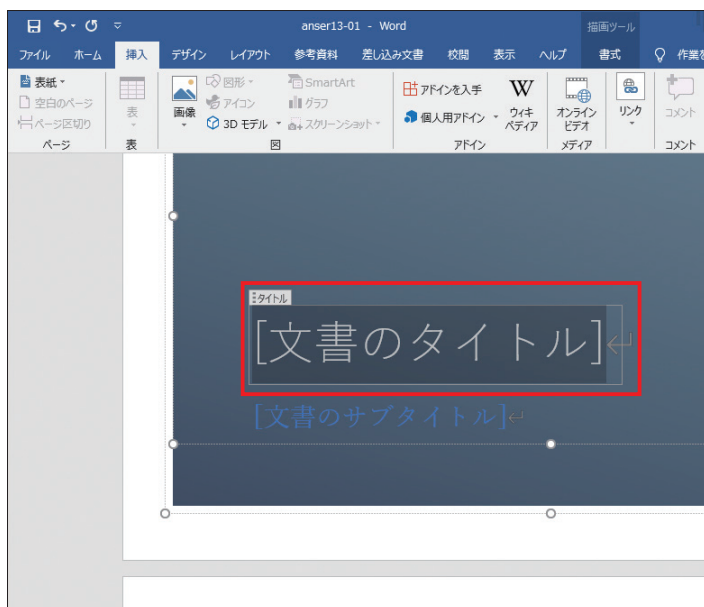 anser13-01 - Word
描画ツール
ファイル ホーム 挿入 デザイン レイアウト 参考資料 差し込み文書 校閲 表示 ヘルプ 書式 作業を
表紙
空白のページ
ページ区切り
ページ
表
表
画像
図形
アイコン
3D モデル
SmartArt
グラフ
スクリーンショット
図
アドインを入手
個人用アドイン
ウィキ
ペディア
アドイン
オンライン
ビデオ
メディア
リンク
コメント
コメント
タイトル
[文書のタイトル]
[文書のサブタイトル]